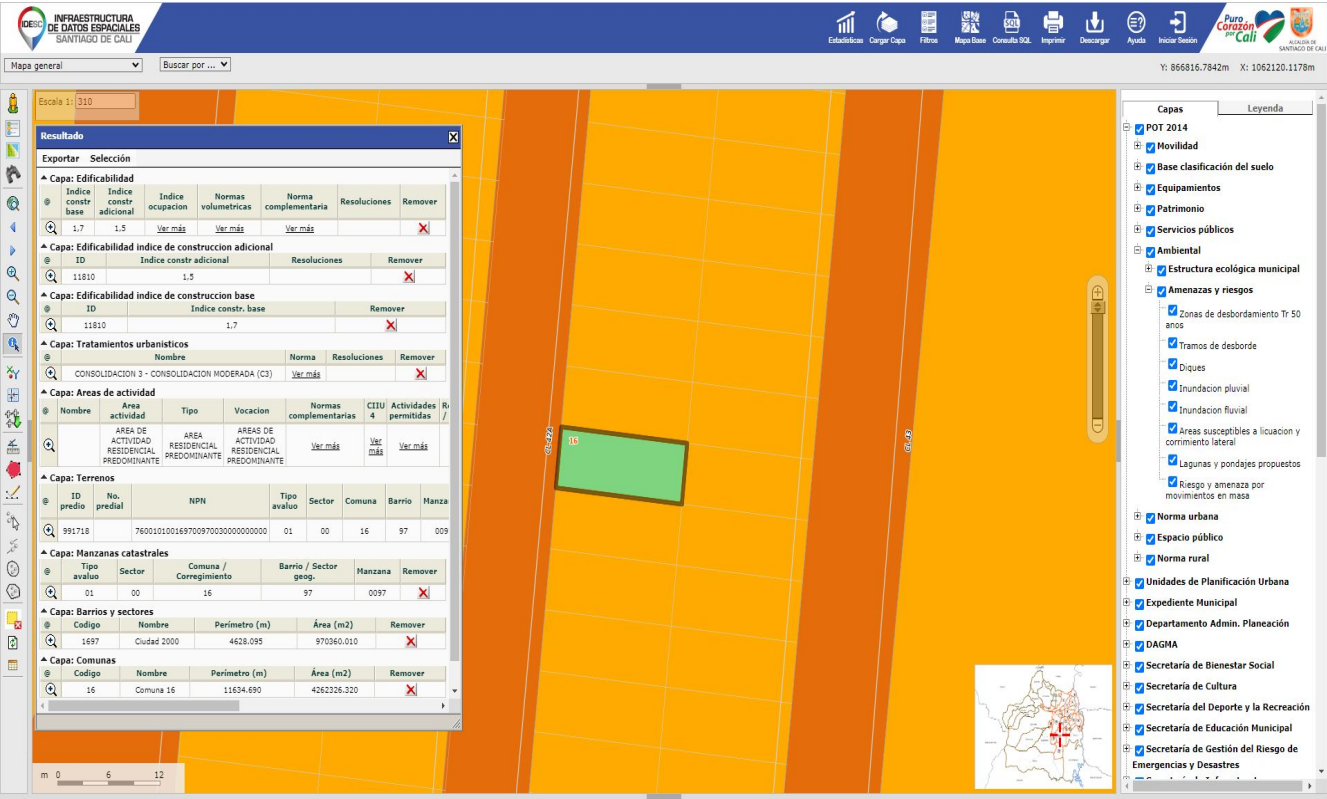 IDESC
INFRAESTRUCTURA
DE DATOS ESPACIALES
SANTIAGO DE CALI
Estadísticas Cargar Capa Filtros Mapa Base Consulta SQL Imprimir Descargar Ayuda Iniciar Sesión
SQL
Puro
Corazón
por Cali
ALCALDÍA DE
SANTIAGO DE CALI
Mapa general Buscar por ...
Y: 866816.7842m X: 1062120.1178m
Escala 1: 310
Resultado
Exportar Selección
Capa: Edificabilidad
@ Indice constr base Indice constr adicional Indice ocupacion Normas volumetricas Norma complementaria Resoluciones Remover
1,7 1,5 Ver más Ver más Ver más
Capa: Edificabilidad indice de construccion adicional
@ ID Indice constr adicional Resoluciones Remover
11810 1,5
Capa: Edificabilidad indice de construccion base
@ ID Indice constr. base Remover
11810 1,7
Capa: Tratamientos urbanisticos
@ Nombre Norma Resoluciones Remover
CONSOLIDACION 3 - CONSOLIDACION MODERADA (C3) Ver más
Capa: Areas de actividad
@ Nombre Area actividad Tipo Vocacion Normas complementarias CIIU 4 Actividades permitidas R /
AREA DE ACTIVIDAD RESIDENCIAL PREDOMINANTE AREA RESIDENCIAL PREDOMINANTE AREAS DE ACTIVIDAD RESIDENCIAL PREDOMINANTE Ver más Ver más Ver más
Capa: Terrenos
@ ID predio No. predial NPN Tipo avaluo Sector Comuna Barrio Manza
991718 760010100169700970030000000000 01 00 16 97 009
Capa: Manzanas catastrales
@ Tipo avaluo Sector Comuna / Corregimiento Barrio / Sector geog. Manzana Remover
01 00 16 97 0097
Capa: Barrios y sectores
@ Codigo Nombre Perímetro (m) Área (m2) Remover
1697 Ciudad 2000 4628.095 970360.010
Capa: Comunas
@ Codigo Nombre Perímetro (m) Área (m2) Remover
16 Comuna 16 11634.690 4262326.320
16
CL 42A
CL 43
m 0 6 12
Capas Leyenda
POT 2014
Movilidad
Base clasificación del suelo
Equipamientos
Patrimonio
Servicios públicos
Ambiental
Estructura ecológica municipal
Amenazas y riesgos
Zonas de desbordamiento Tr 50
anos
Tramos de desborde
Diques
Inundacion pluvial
Inundacion fluvial
Areas susceptibles a licuacion y
corrimiento lateral
Lagunas y pondajes propuestos
Riesgo y amenaza por
movimientos en masa
Norma urbana
Espacio público
Norma rural
Unidades de Planificación Urbana
Expediente Municipal
Departamento Admin. Planeación
DAGMA
Secretaría de Bienestar Social
Secretaría de Cultura
Secretaría del Deporte y la Recreación
Secretaría de Educación Municipal
Secretaría de Gestión del Riesgo de
Emergencias y Desastres